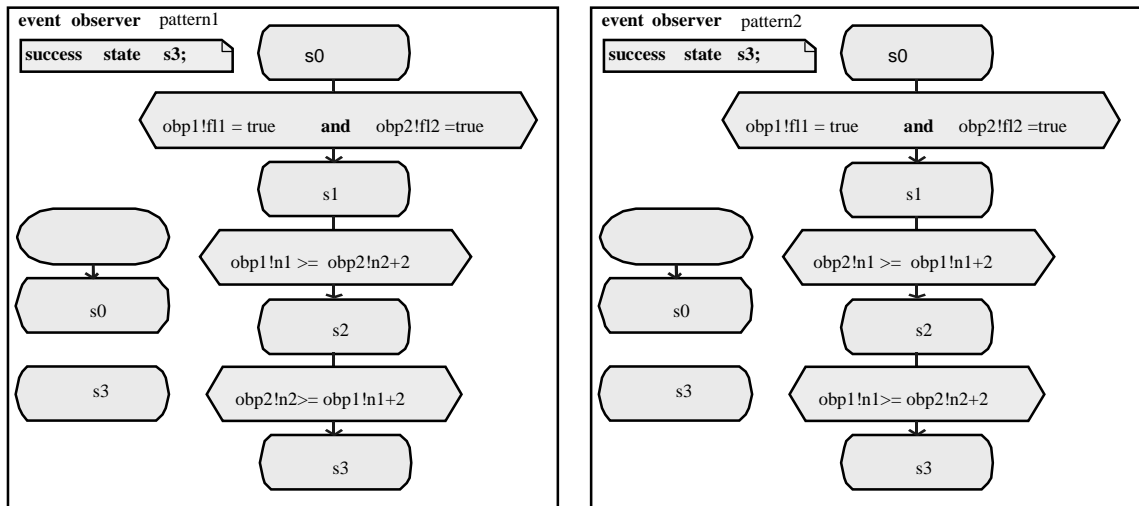 event observer pattern1
success state s3;
s0
obp1!fl1 = true and obp2!fl2 =true
s1
obp1!n1 >= obp2!n2+2
s0
s2
s3
obp2!n2>= obp1!n1+2
s3
event observer pattern2
success state s3;
s0
obp1!fl1 = true and obp2!fl2 =true
s1
obp2!n1 >= obp1!n1+2
s0
s2
s3
obp1!n1>= obp2!n2+2
s3